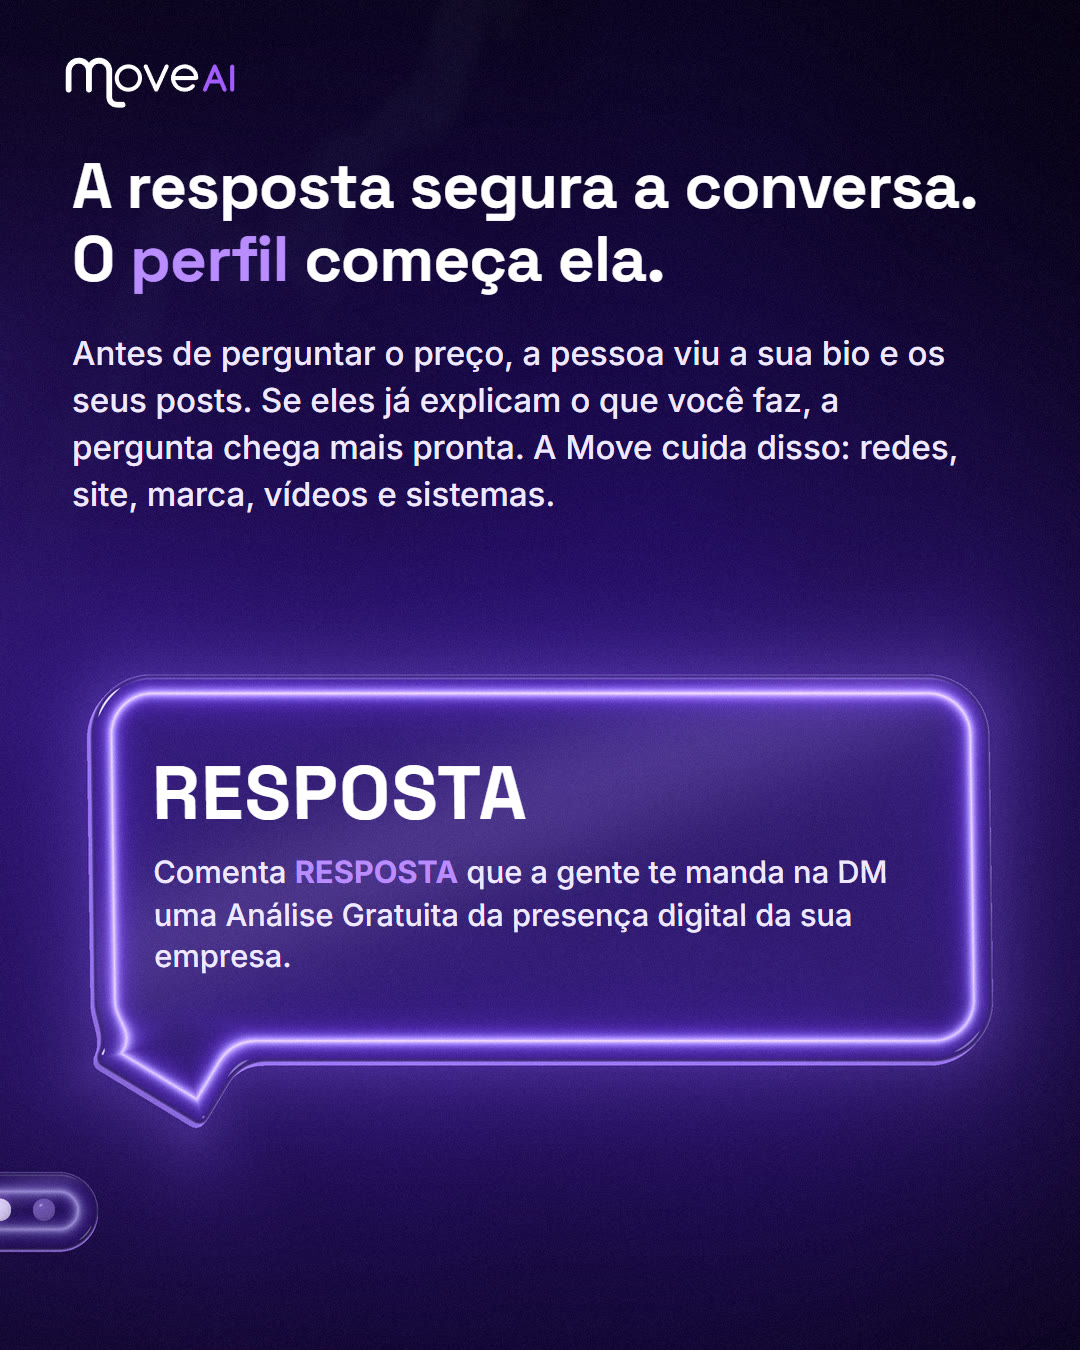 move AI
A resposta segura a conversa.
O perfil começa ela.
Antes de perguntar o preço, a pessoa viu a sua bio e os
seus posts. Se eles já explicam o que você faz, a
pergunta chega mais pronta. A Move cuida disso: redes,
site, marca, vídeos e sistemas.
RESPOSTA
Comenta RESPOSTA que a gente te manda na DM
uma Análise Gratuita da presença digital da sua
empresa.